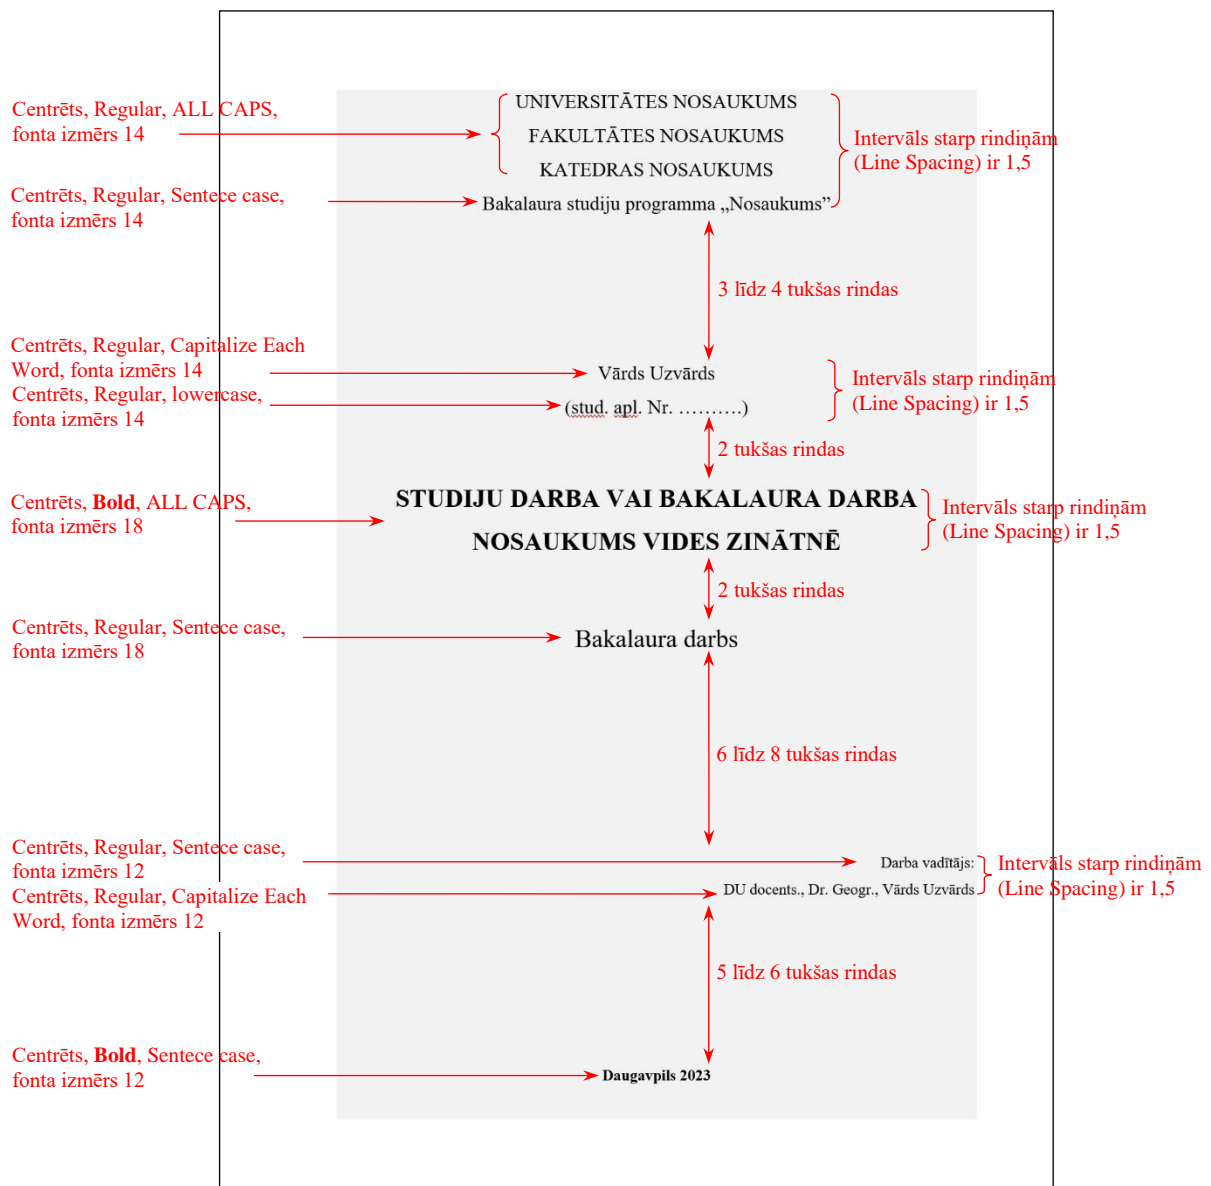 UNIVERSITĀTES NOSAUKUMS
Centrēts, Regular, ALL CAPS,
fonta izmērs 14
FAKULTĀTES NOSAUKUMS
Intervāls starp rindiņām
(Line Spacing) ir 1,5
KATEDRAS NOSAUKUMS
Centrēts, Regular, Sentece case,
fonta izmērs 14
Bakalaura studiju programma „Nosaukums”
3 līdz 4 tukšas rindas
Centrēts, Regular, Capitalize Each
Word, fonta izmērs 14
Vārds Uzvārds
Intervāls starp rindiņām
(Line Spacing) ir 1,5
Centrēts, Regular, lowercase,
fonta izmērs 14
(stud. apl. Nr. ……….)
2 tukšas rindas
Centrēts, Bold, ALL CAPS,
fonta izmērs 18
STUDIJU DARBA VAI BAKALAURA DARBA
NOSAUKUMS VIDES ZINĀTNĒ
Intervāls starp rindiņām
(Line Spacing) ir 1,5
2 tukšas rindas
Centrēts, Regular, Sentece case,
fonta izmērs 18
Bakalaura darbs
6 līdz 8 tukšas rindas
Centrēts, Regular, Sentece case,
fonta izmērs 12
Darba vadītājs:
Intervāls starp rindiņām
(Line Spacing) ir 1,5
Centrēts, Regular, Capitalize Each
Word, fonta izmērs 12
DU docents., Dr. Geogr., Vārds Uzvārds
5 līdz 6 tukšas rindas
Centrēts, Bold, Sentece case,
fonta izmērs 12
Daugavpils 2023